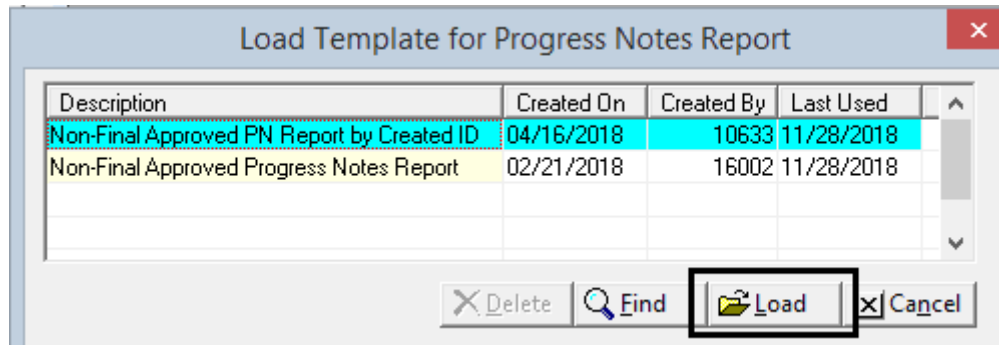 Load Template for Progress Notes Report
Description Created On Created By Last Used
Non-Final Approved PN Report by Created ID 04/16/2018 10633 11/28/2018
Non-Final Approved Progress Notes Report 02/21/2018 16002 11/28/2018
Delete Find Load Cancel